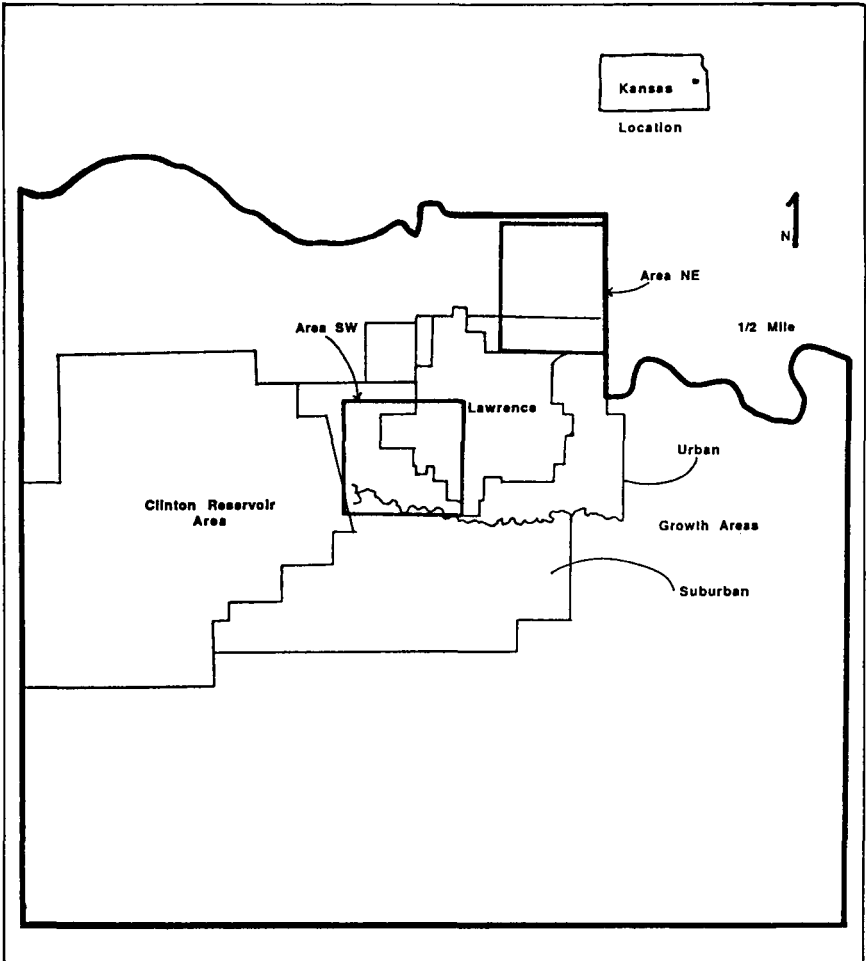 Kansas
Location
N
Area NE
1/2 Mile
Area SW
Lawrence
Urban
Clinton Reservoir
Area
Growth Areas
Suburban